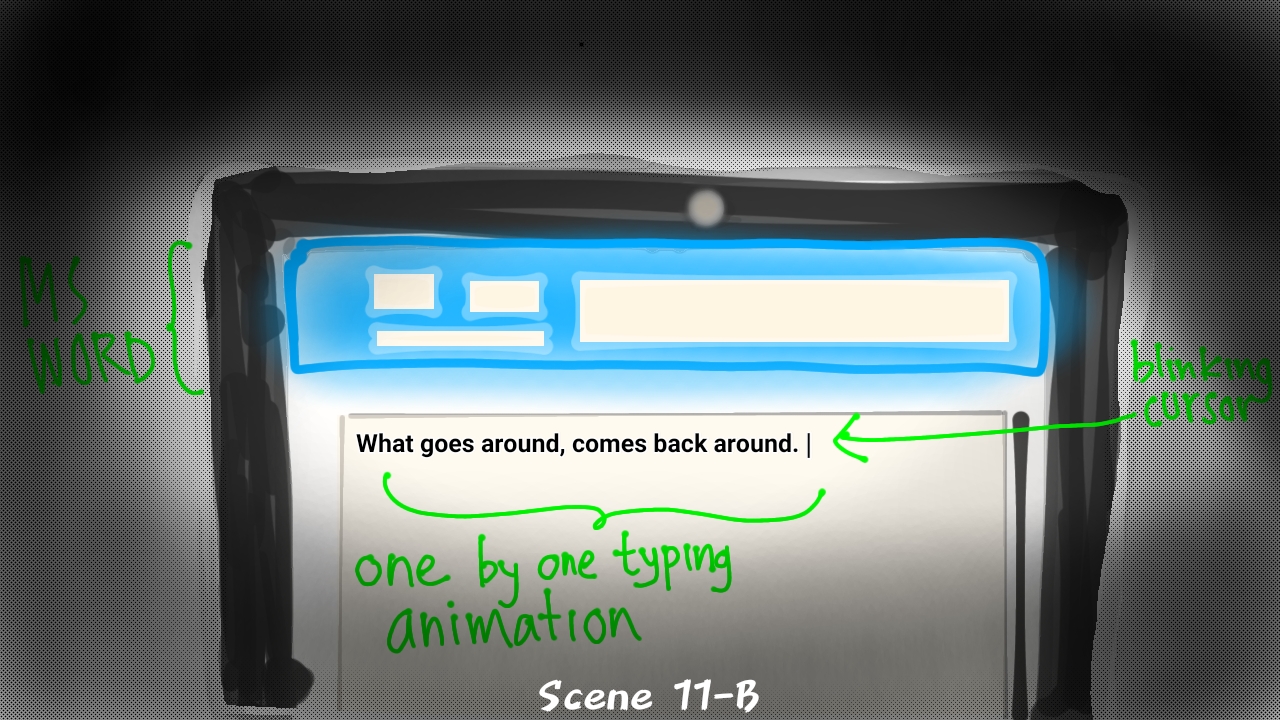 MS
WORD
What goes around, comes back around. |
blinking
cursor
one by one typing
animation
Scene 11-B